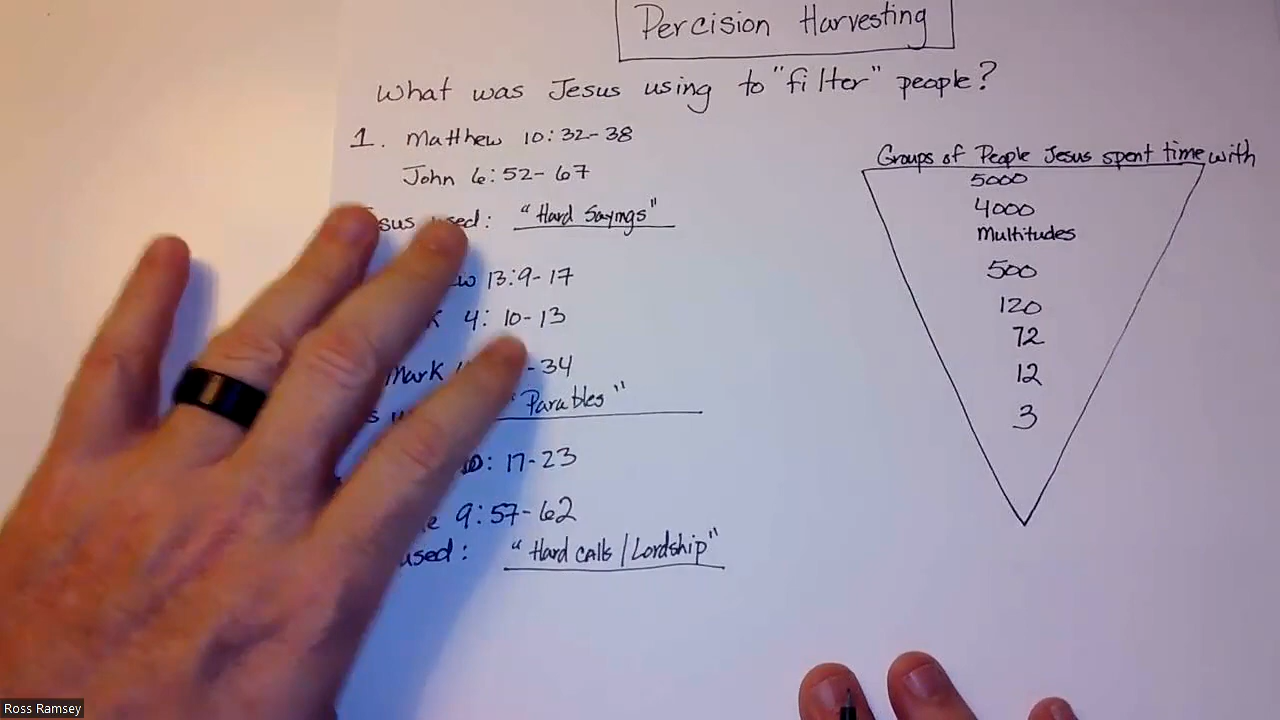 Percision Harvesting
What was Jesus using to "filter" people?
1. Matthew 10:32-38
John 6:52-67
used: "Hard Sayings"
13:9-17
4:10-13
Mark -34
"Parables"
: 17-23
9:57-62
used: "Hard calls/Lordship"
Groups of People Jesus spent time with
5000
4000
Multitudes
500
120
72
12
3
Ross Ramsey